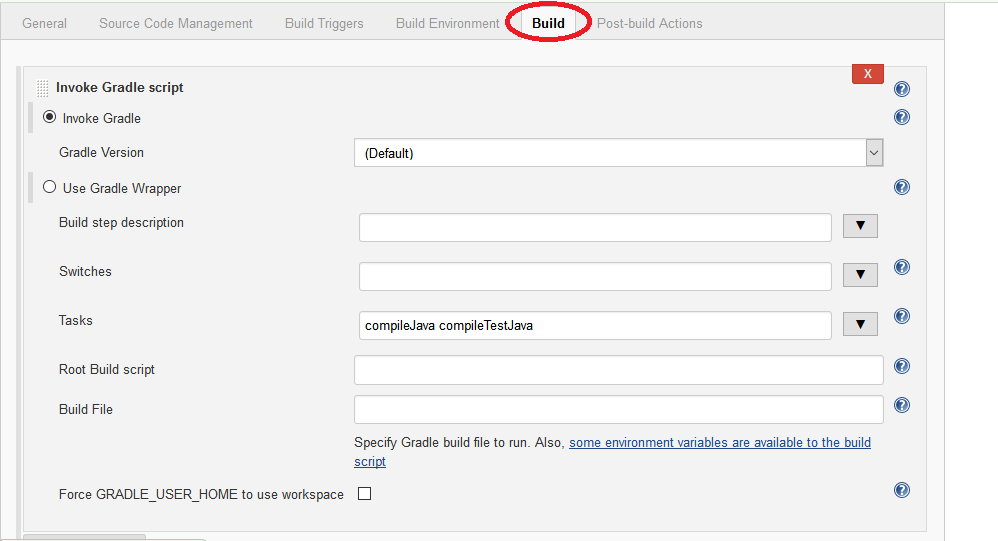 General Source Code Management Build Triggers Build Environment Build Post-build Actions
X
Invoke Gradle script ?
Invoke Gradle ?
Gradle Version (Default)
Use Gradle Wrapper ?
Build step description ▼
Switches ▼ ?
Tasks compileJava compileTestJava ▼ ?
Root Build script ?
Build File ?
Specify Gradle build file to run. Also, some environment variables are available to the build
script
Force GRADLE_USER_HOME to use workspace ?